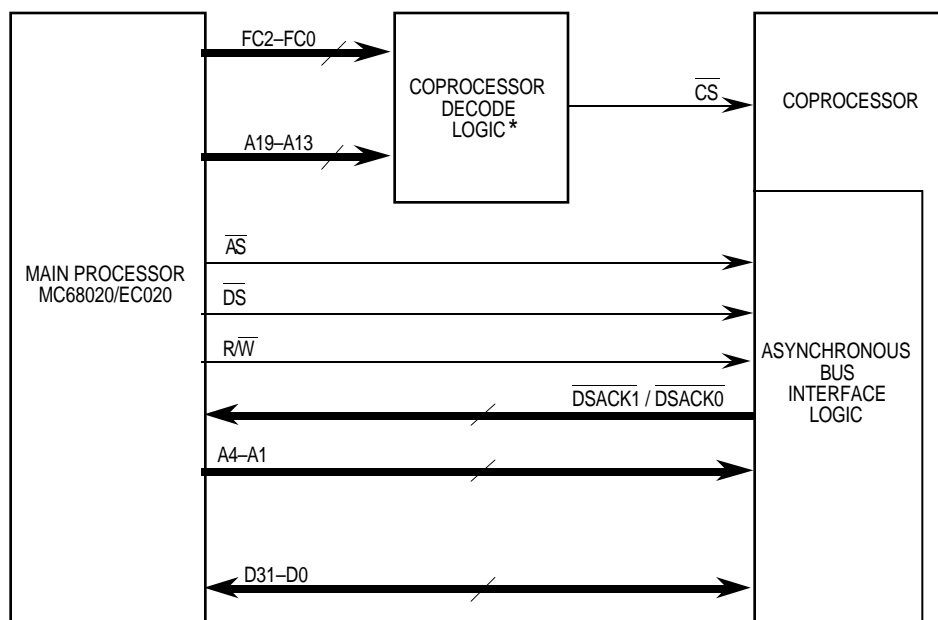 FC2–FC0
COPROCESSOR
DECODE
LOGIC*
CS
COPROCESSOR
A19–A13
MAIN PROCESSOR
MC68020/EC020
AS
DS
R/W
DSACK1 / DSACK0
A4–A1
D31–D0
ASYNCHRONOUS
BUS
INTERFACE
LOGIC